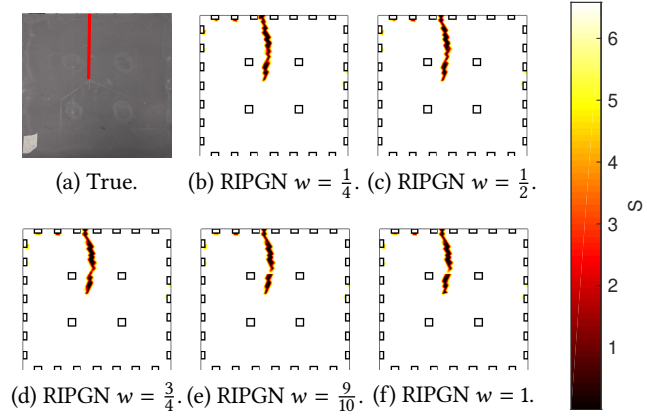 (a) True.
(b) RIPGN w = 1/4.
(c) RIPGN w = 1/2.
(d) RIPGN w = 3/4.
(e) RIPGN w = 9/10.
(f) RIPGN w = 1.
6
5
4
3
2
1
S